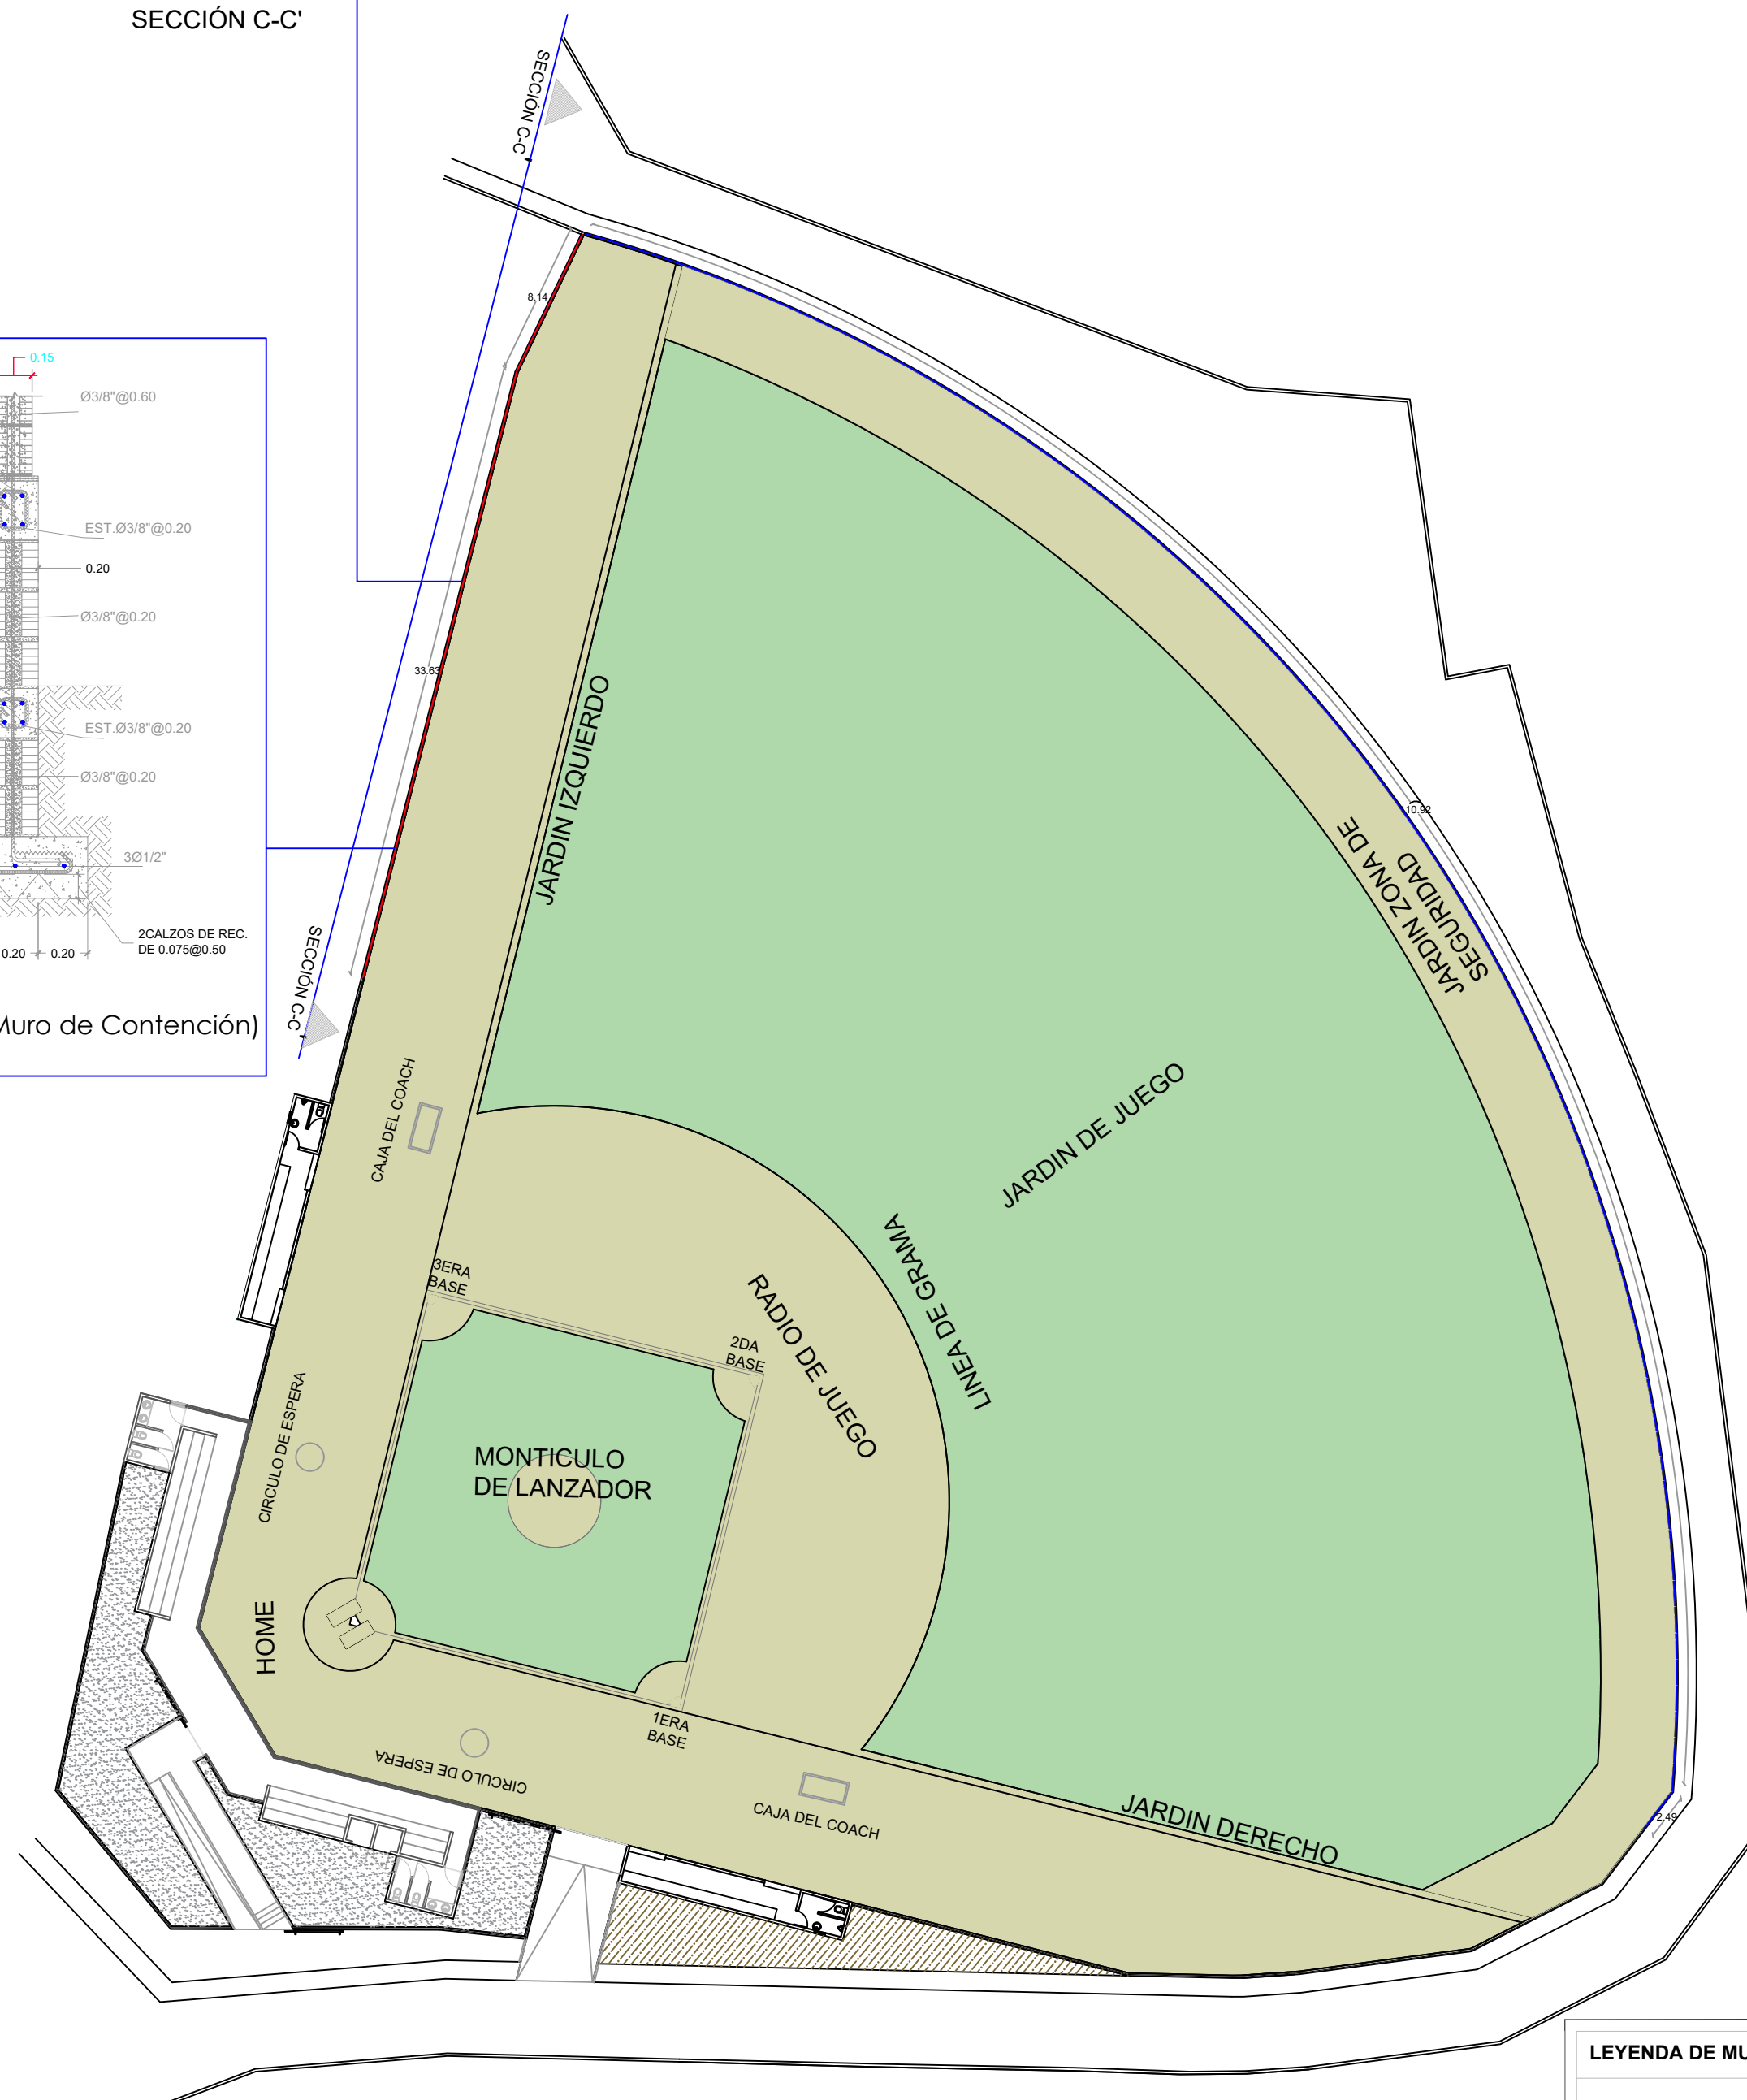 SECCIÓN C-C'
SECCIÓN C-C'
8.14
0.15
Ø3/8"@0.60
EST.Ø3/8"@0.20
0.20
Ø3/8"@0.20
33.63
EST.Ø3/8"@0.20
Ø3/8"@0.20
3Ø1/2"
2CALZOS DE REC.
DE 0.075@0.50
0.20
0.20
Muro de Contención)
SECCIÓN C-C'
JARDIN IZQUIERDO
110.92
JARDIN ZONA DE
SEGURIDAD
CAJA DEL COACH
JARDIN DE JUEGO
LINEA DE GRAMA
RADIO DE JUEGO
3ERA
BASE
2DA
BASE
CIRCULO DE ESPERA
MONTICULO
DE LANZADOR
HOME
1ERA
BASE
CIRCULO DE ESPERA
CAJA DEL COACH
JARDIN DERECHO
2.49
LEYENDA DE MU